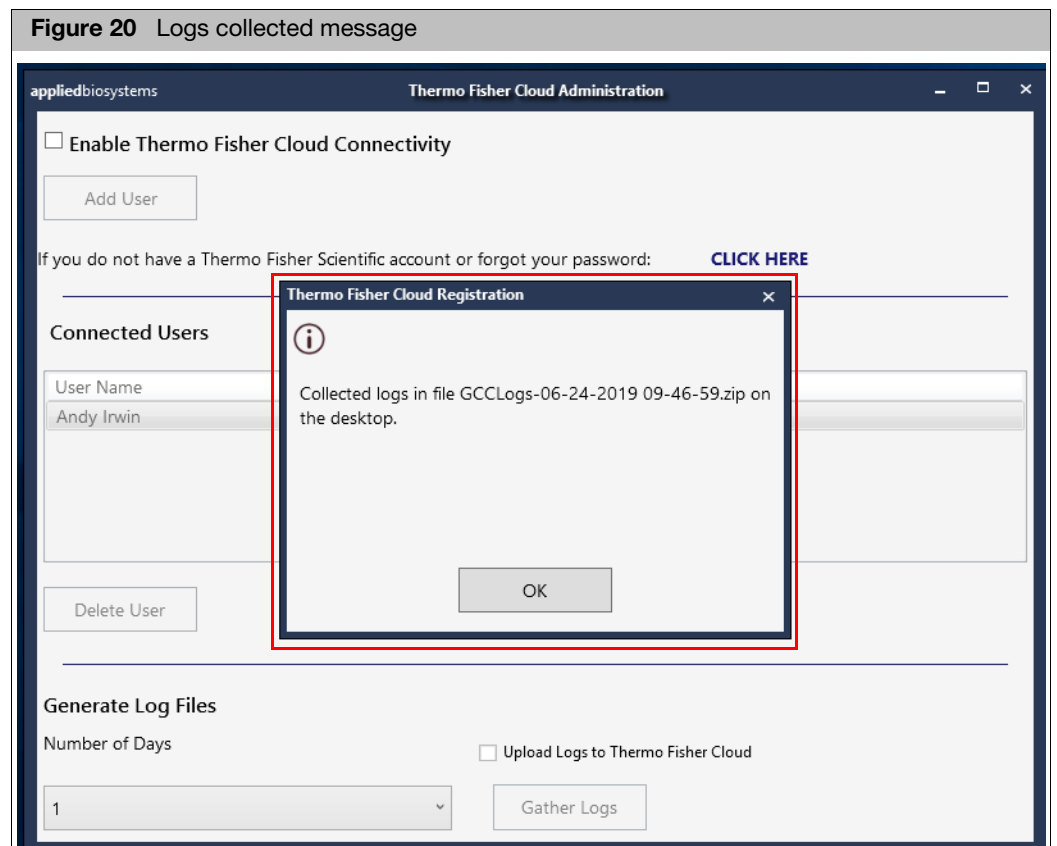 Figure 20 Logs collected message
appliedbiosystems
Thermo Fisher Cloud Administration
Enable Thermo Fisher Cloud Connectivity
Add User
If you do not have a Thermo Fisher Scientific account or forgot your password: CLICK HERE
Thermo Fisher Cloud Registration
Connected Users
User Name
Andy Irwin
Collected logs in file GCCLogs-06-24-2019 09-46-59.zip on
the desktop.
OK
Delete User
Generate Log Files
Number of Days
Upload Logs to Thermo Fisher Cloud
1
Gather Logs